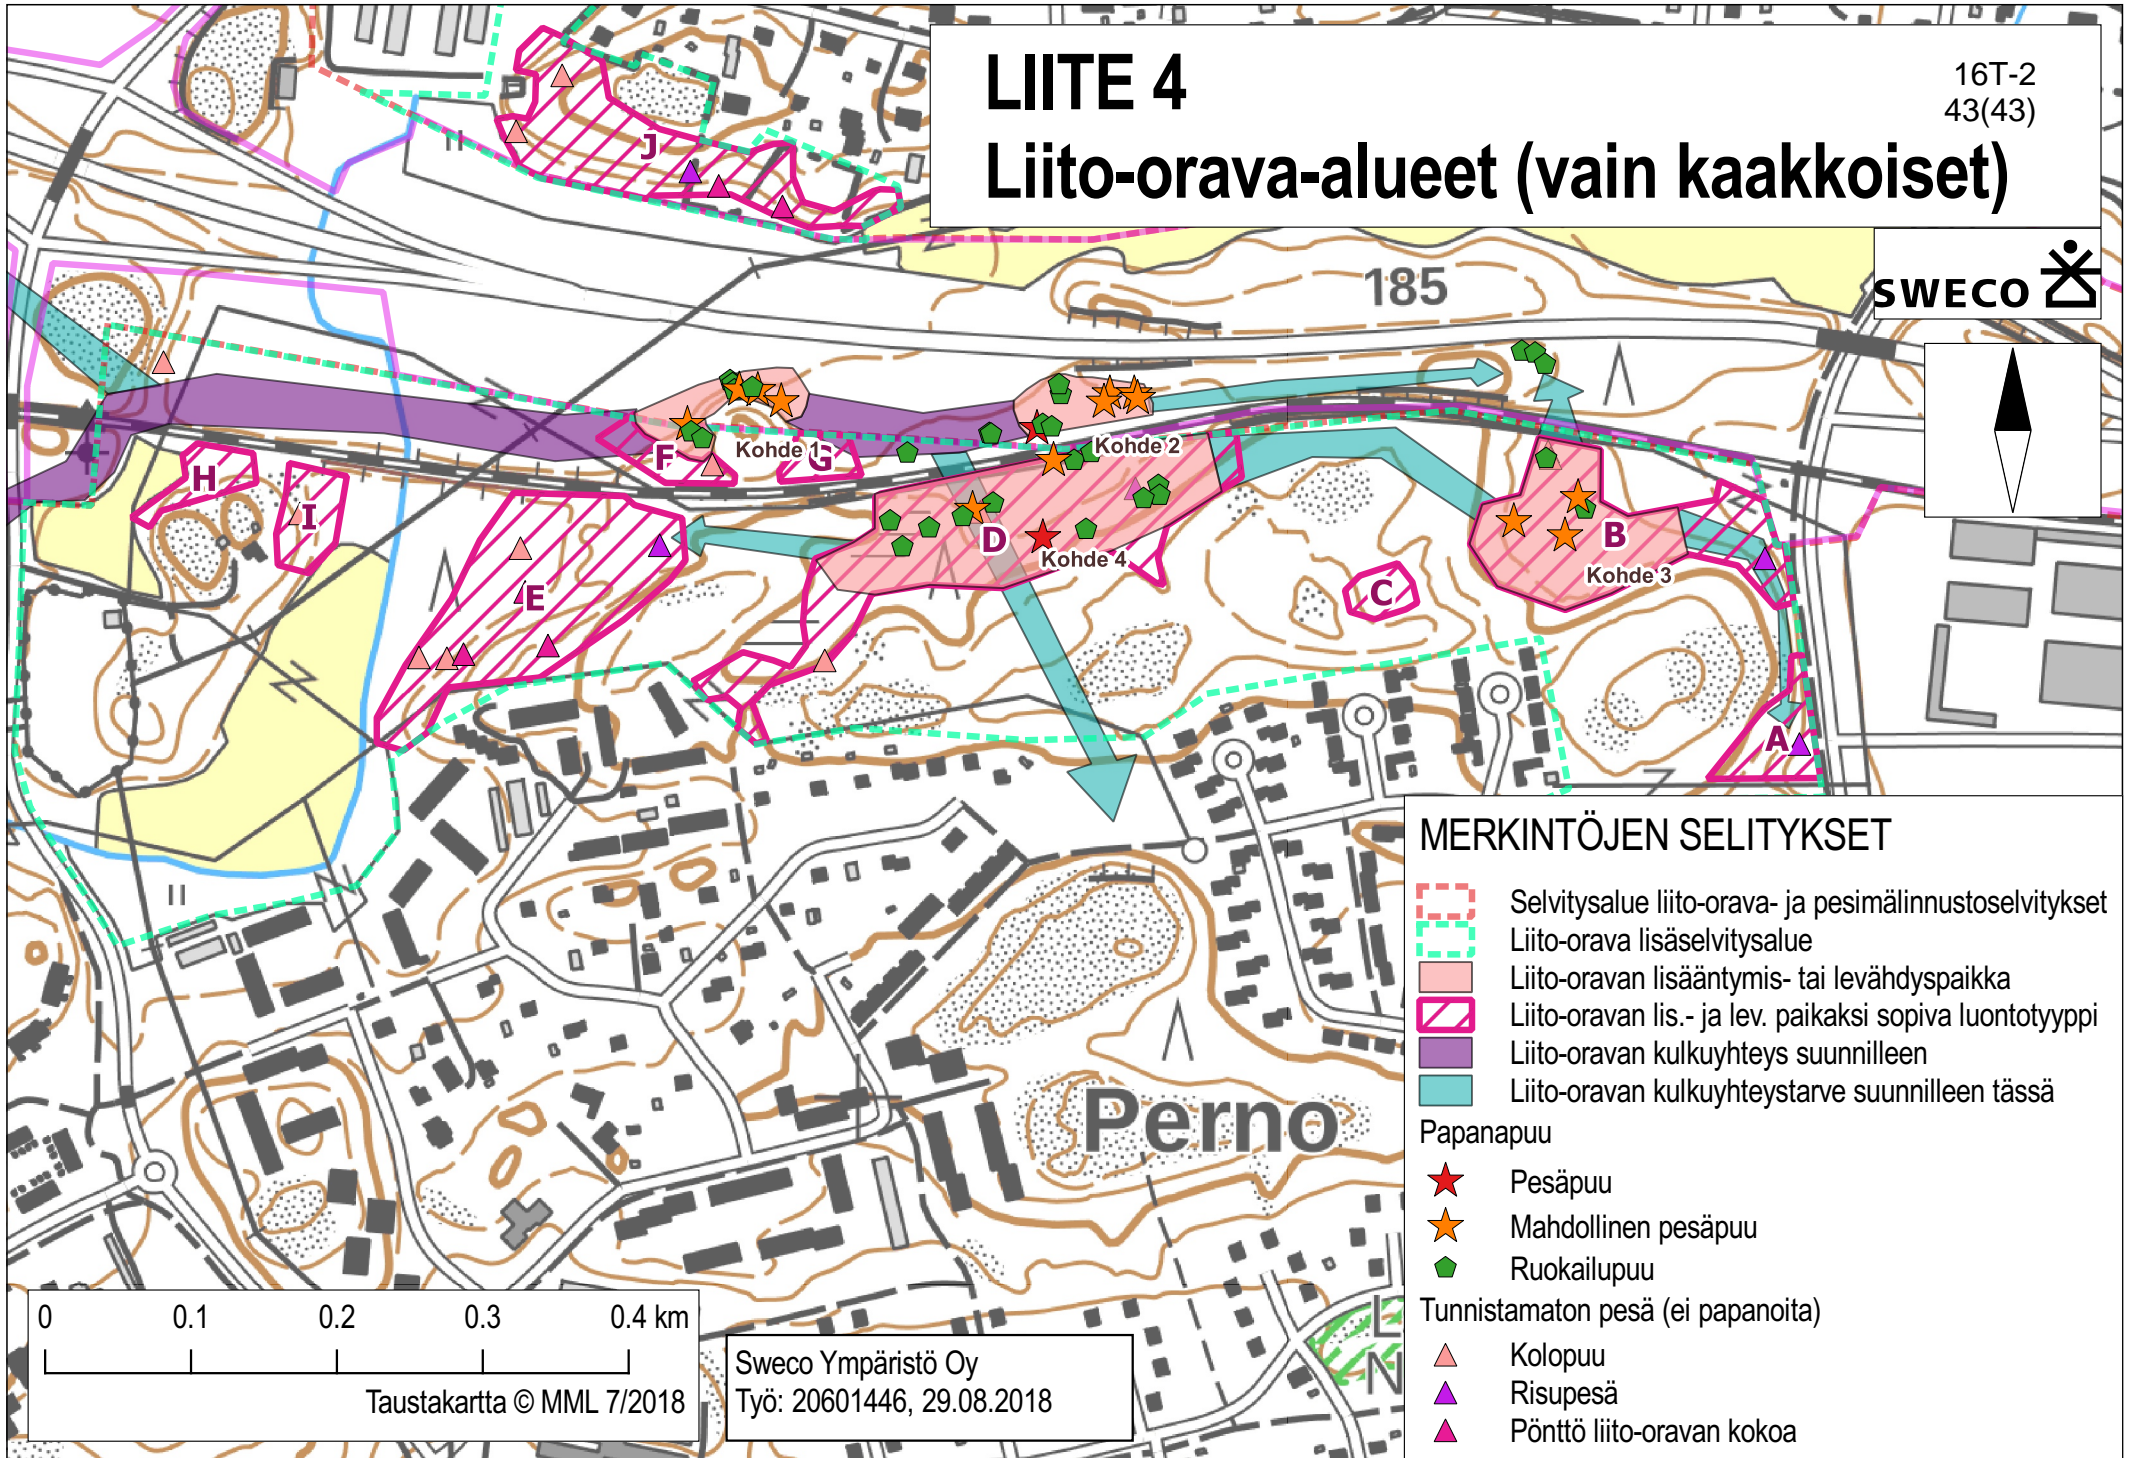 LIITE 4
16T-2
43(43)
Liito-orava-alueet (vain kaakkoiset)
SWECO
185
J
H
I
F
Kohde 1
G
Kohde 2
E
D
Kohde 4
C
B
Kohde 3
A
Perno
L
N
MERKINTÖJEN SELITYKSET
Selvitysalue liito-orava- ja pesimälinnustoselvitykset
Liito-orava lisäselvitysalue
Liito-oravan lisääntymis- tai levähdyspaikka
Liito-oravan lis.- ja lev. paikaksi sopiva luontotyyppi
Liito-oravan kulkuyhteys suunnilleen
Liito-oravan kulkuyhteystarve suunnilleen tässä
Papanapuu
Pesäpuu
Mahdollinen pesäpuu
Ruokailupuu
Tunnistamaton pesä (ei papanoita)
Kolopuu
Risupesä
Pönttö liito-oravan kokoa
0 0.1 0.2 0.3 0.4 km
Taustakartta © MML 7/2018
Sweco Ympäristö Oy
Työ: 20601446, 29.08.2018